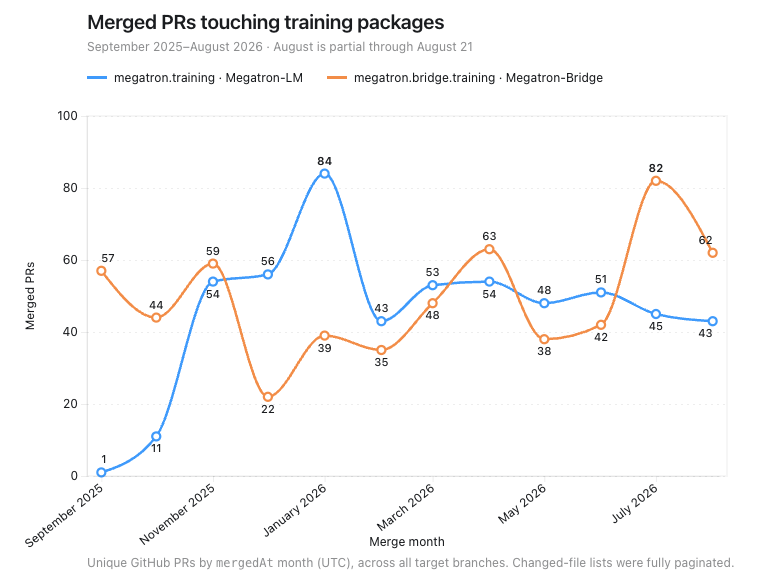 Merged PRs touching training packages
September 2025–August 2026 · August is partial through August 21
megatron.training · Megatron-LM
megatron.bridge.training · Megatron-Bridge
100
80
60
40
20
0
Merged PRs
57
44
59
22
39
35
48
63
38
42
82
62
1
11
54
56
84
43
53
54
48
51
45
43
September 2025
November 2025
January 2026
March 2026
May 2026
July 2026
Merge month
Unique GitHub PRs by mergedAt month (UTC), across all target branches. Changed-file lists were fully paginated.